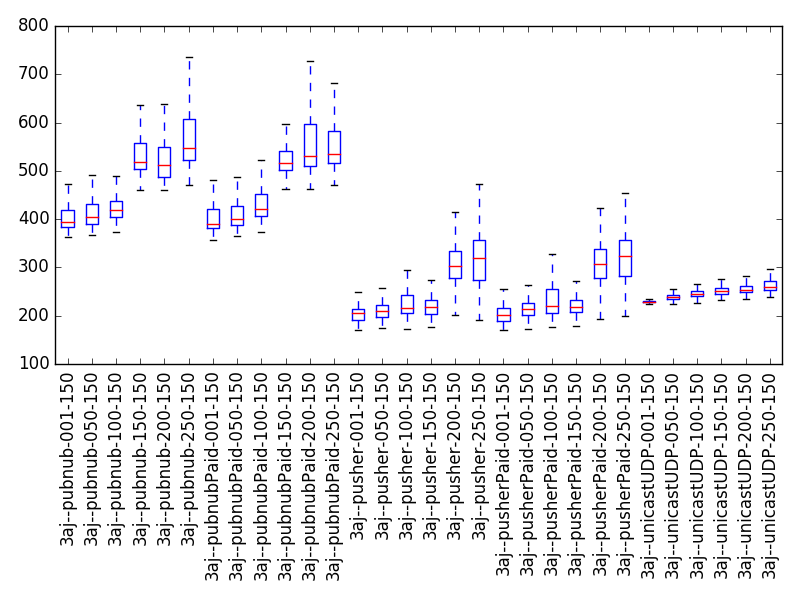 800
700
600
500
400
300
200
100
3aj--pubnub-001-150
3aj--pubnub-050-150
3aj--pubnub-100-150
3aj--pubnub-150-150
3aj--pubnub-200-150
3aj--pubnub-250-150
3aj--pubnubPaid-001-150
3aj--pubnubPaid-050-150
3aj--pubnubPaid-100-150
3aj--pubnubPaid-150-150
3aj--pubnubPaid-200-150
3aj--pubnubPaid-250-150
3aj--pusher-001-150
3aj--pusher-050-150
3aj--pusher-100-150
3aj--pusher-150-150
3aj--pusher-200-150
3aj--pusher-250-150
3aj--pusherPaid-001-150
3aj--pusherPaid-050-150
3aj--pusherPaid-100-150
3aj--pusherPaid-150-150
3aj--pusherPaid-200-150
3aj--pusherPaid-250-150
3aj--unicastUDP-001-150
3aj--unicastUDP-050-150
3aj--unicastUDP-100-150
3aj--unicastUDP-150-150
3aj--unicastUDP-200-150
3aj--unicastUDP-250-150